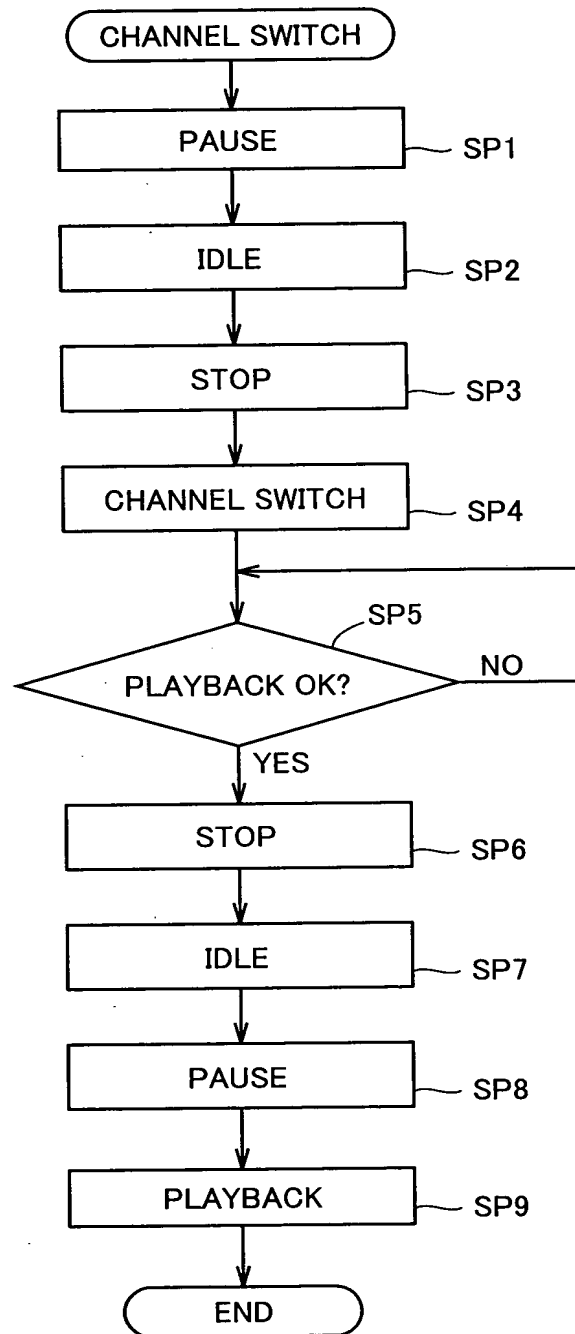 CHANNEL SWITCH
PAUSE
SP1
IDLE
SP2
STOP
SP3
CHANNEL SWITCH
SP4
SP5
PLAYBACK OK?
NO
YES
STOP
SP6
IDLE
SP7
PAUSE
SP8
PLAYBACK
SP9
END